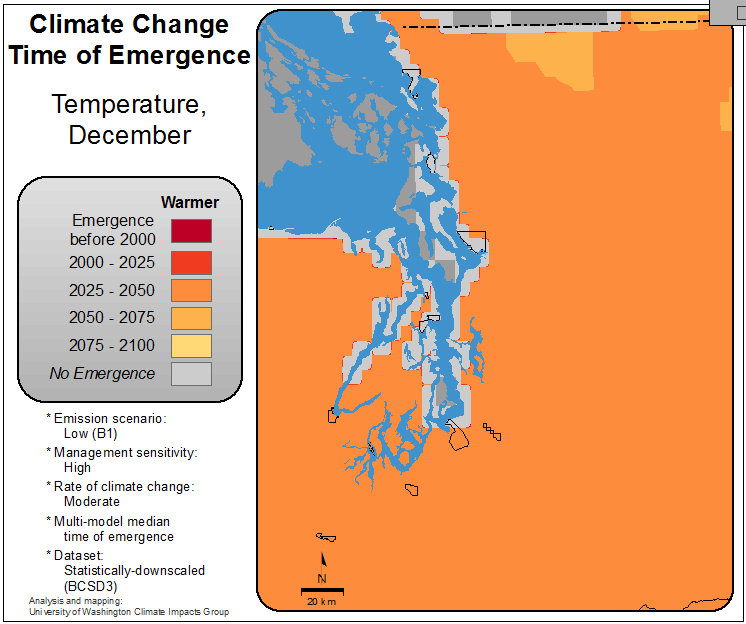 Climate Change
Time of Emergence
Temperature,
December
Warmer
Emergence
before 2000
2000 - 2025
2025 - 2050
2050 - 2075
2075 - 2100
No Emergence
* Emission scenario:
Low (B1)
* Management sensitivity:
High
* Rate of climate change:
Moderate
* Multi-model median
time of emergence
* Dataset:
Statistically-downscaled
(BCSD3)
Analysis and mapping:
University of Washington Climate Impacts Group
N
20 km